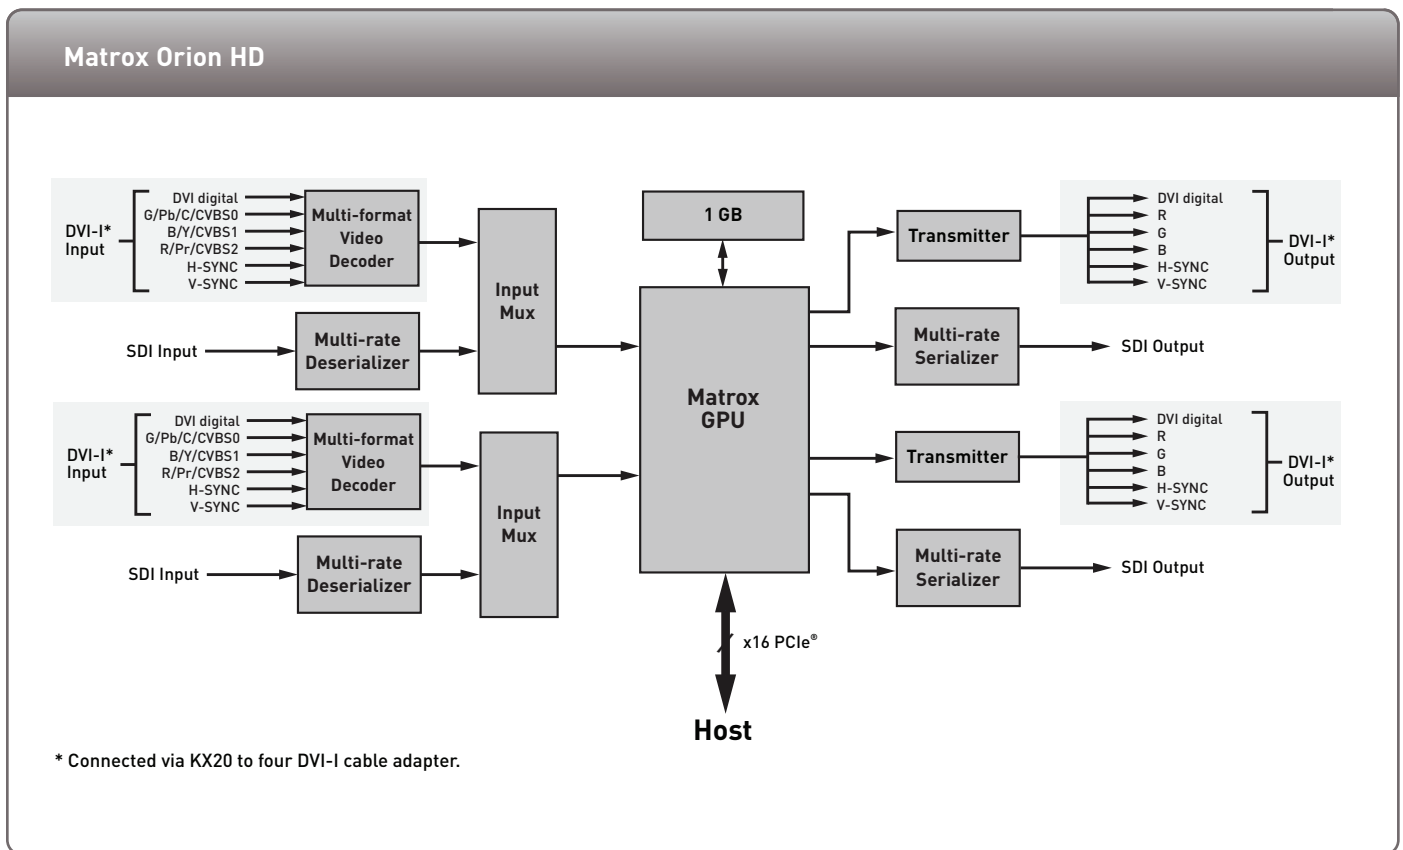 Matrox Orion HD
DVI-I*
Input
DVI digital
G/Pb/C/CVBS0
B/Y/CVBS1
R/Pr/CVBS2
H-SYNC
V-SYNC
Multi-format
Video
Decoder
SDI Input
Multi-rate
Deserializer
Input
Mux
DVI-I*
Input
DVI digital
G/Pb/C/CVBS0
B/Y/CVBS1
R/Pr/CVBS2
H-SYNC
V-SYNC
Multi-format
Video
Decoder
SDI Input
Multi-rate
Deserializer
Input
Mux
1 GB
Matrox
GPU
x16 PCIe®
Host
Transmitter
DVI digital
R
G
B
H-SYNC
V-SYNC
DVI-I*
Output
Multi-rate
Serializer
SDI Output
Transmitter
DVI digital
R
G
B
H-SYNC
V-SYNC
DVI-I*
Output
Multi-rate
Serializer
SDI Output
* Connected via KX20 to four DVI-I cable adapter.